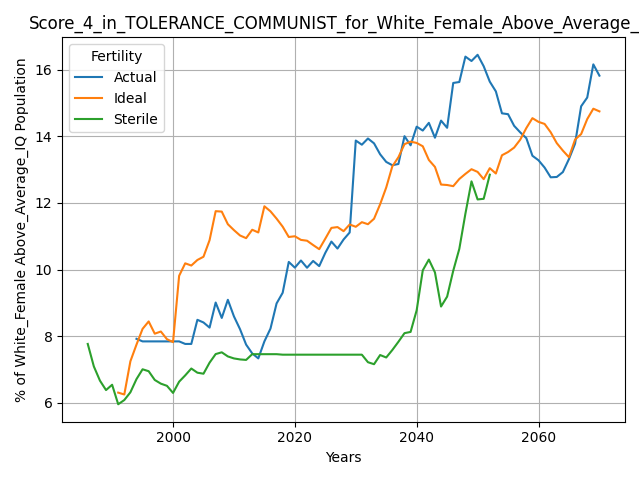 Score_4_in_TOLERANCE_COMMUNIST_for_White_Female_Above_Average_
Fertility
Actual
Ideal
Sterile
% of White_Female Above_Average_IQ Population
16
14
12
10
8
6
2000
2020
2040
2060
Years